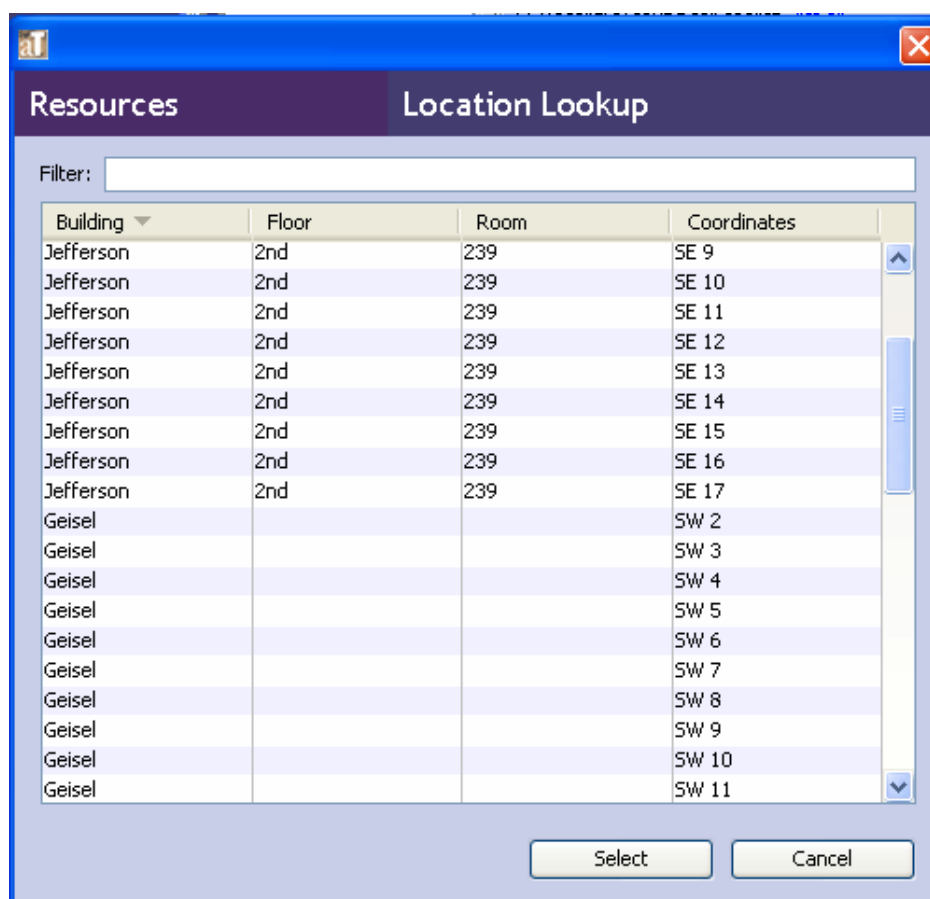 aT
Resources Location Lookup
Filter:
Building Floor Room Coordinates
Jefferson 2nd 239 SE 9
Jefferson 2nd 239 SE 10
Jefferson 2nd 239 SE 11
Jefferson 2nd 239 SE 12
Jefferson 2nd 239 SE 13
Jefferson 2nd 239 SE 14
Jefferson 2nd 239 SE 15
Jefferson 2nd 239 SE 16
Jefferson 2nd 239 SE 17
Geisel SW 2
Geisel SW 3
Geisel SW 4
Geisel SW 5
Geisel SW 6
Geisel SW 7
Geisel SW 8
Geisel SW 9
Geisel SW 10
Geisel SW 11
Select Cancel